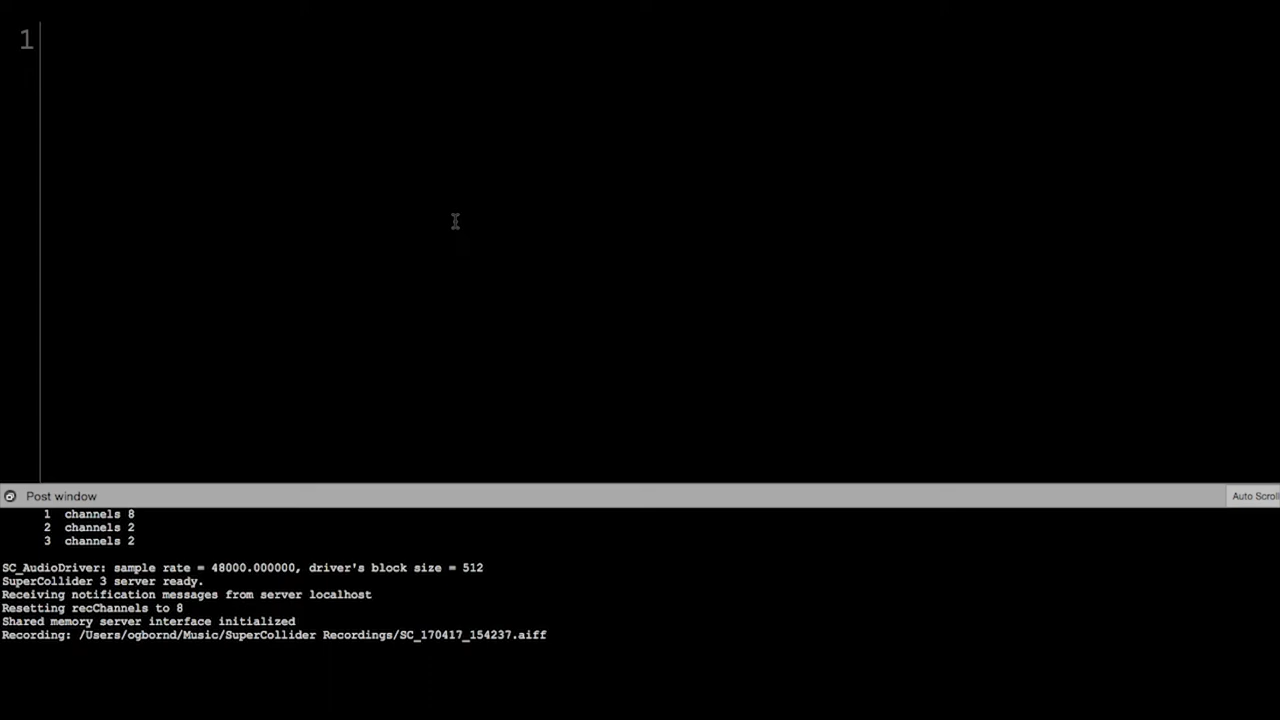 1
Post window
Auto Scroll
1 channels 8
2 channels 2
3 channels 2
SC_AudioDriver: sample rate = 48000.000000, driver's block size = 512
SuperCollider 3 server ready.
Receiving notification messages from server localhost
Resetting recChannels to 8
Shared memory server interface initialized
Recording: /Users/ogbornd/Music/SuperCollider Recordings/SC_170417_154237.aiff